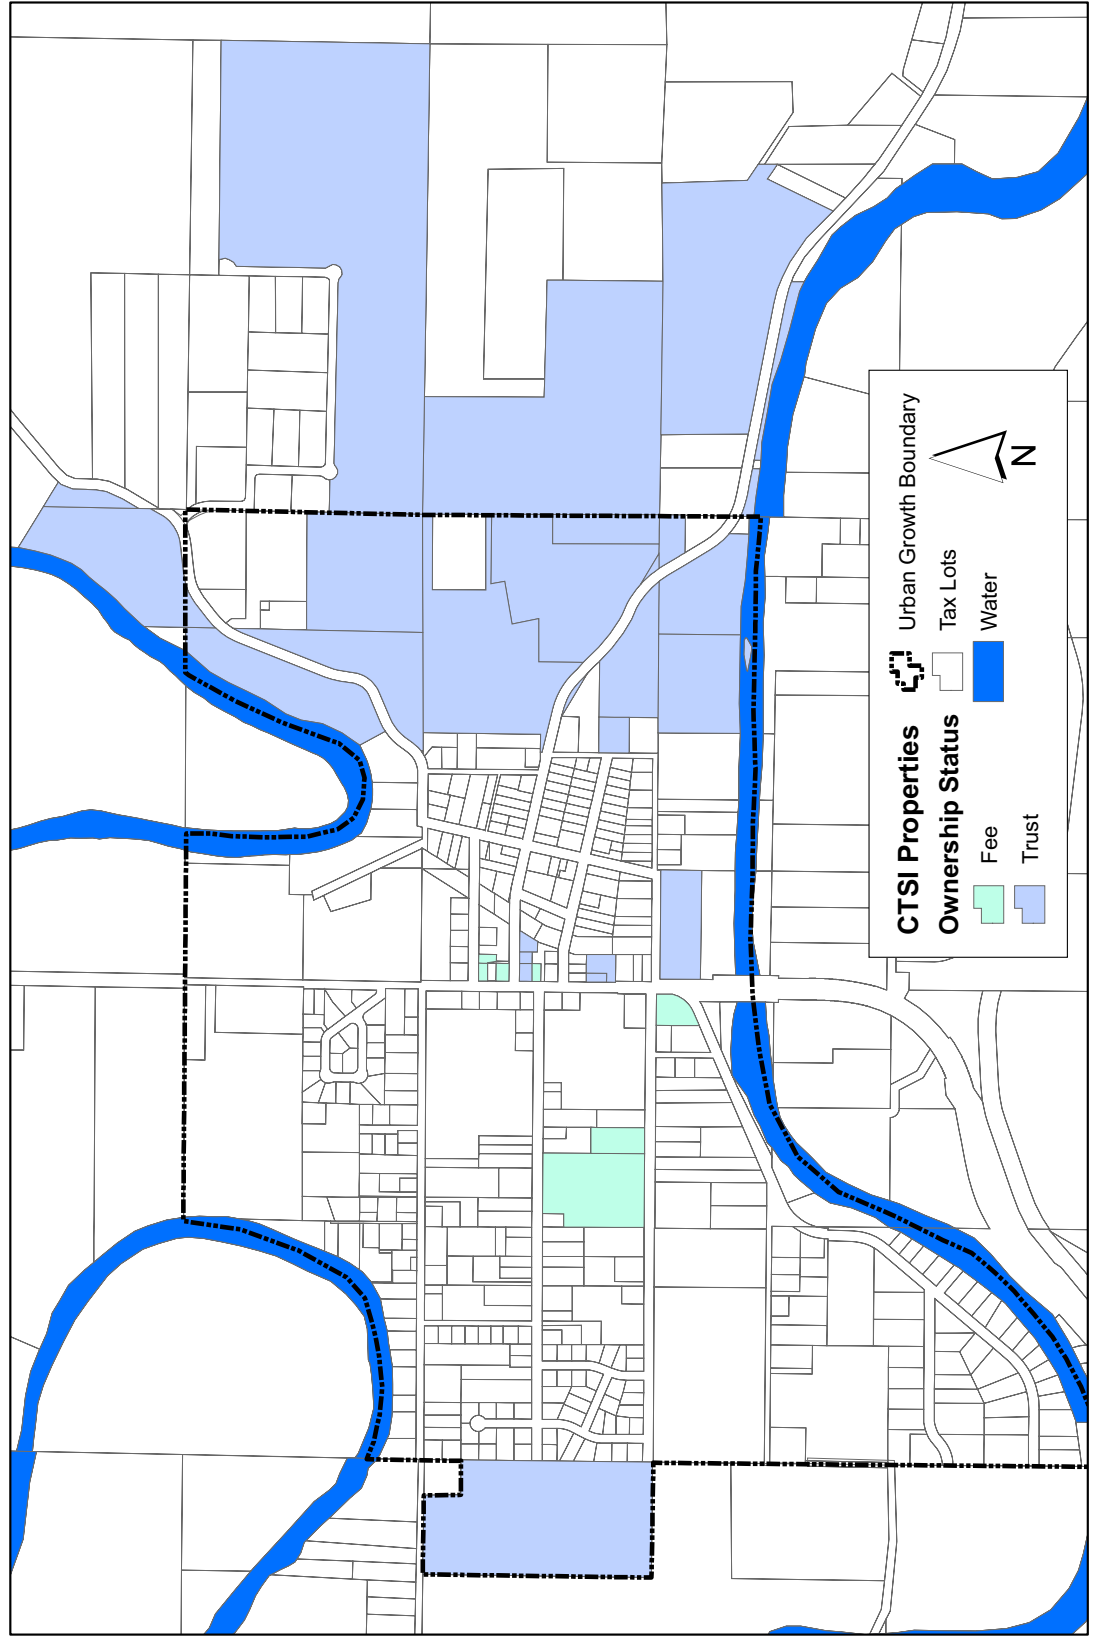 CTSI Properties
Ownership Status
Fee
Trust
Urban Growth Boundary
Tax Lots
Water
N